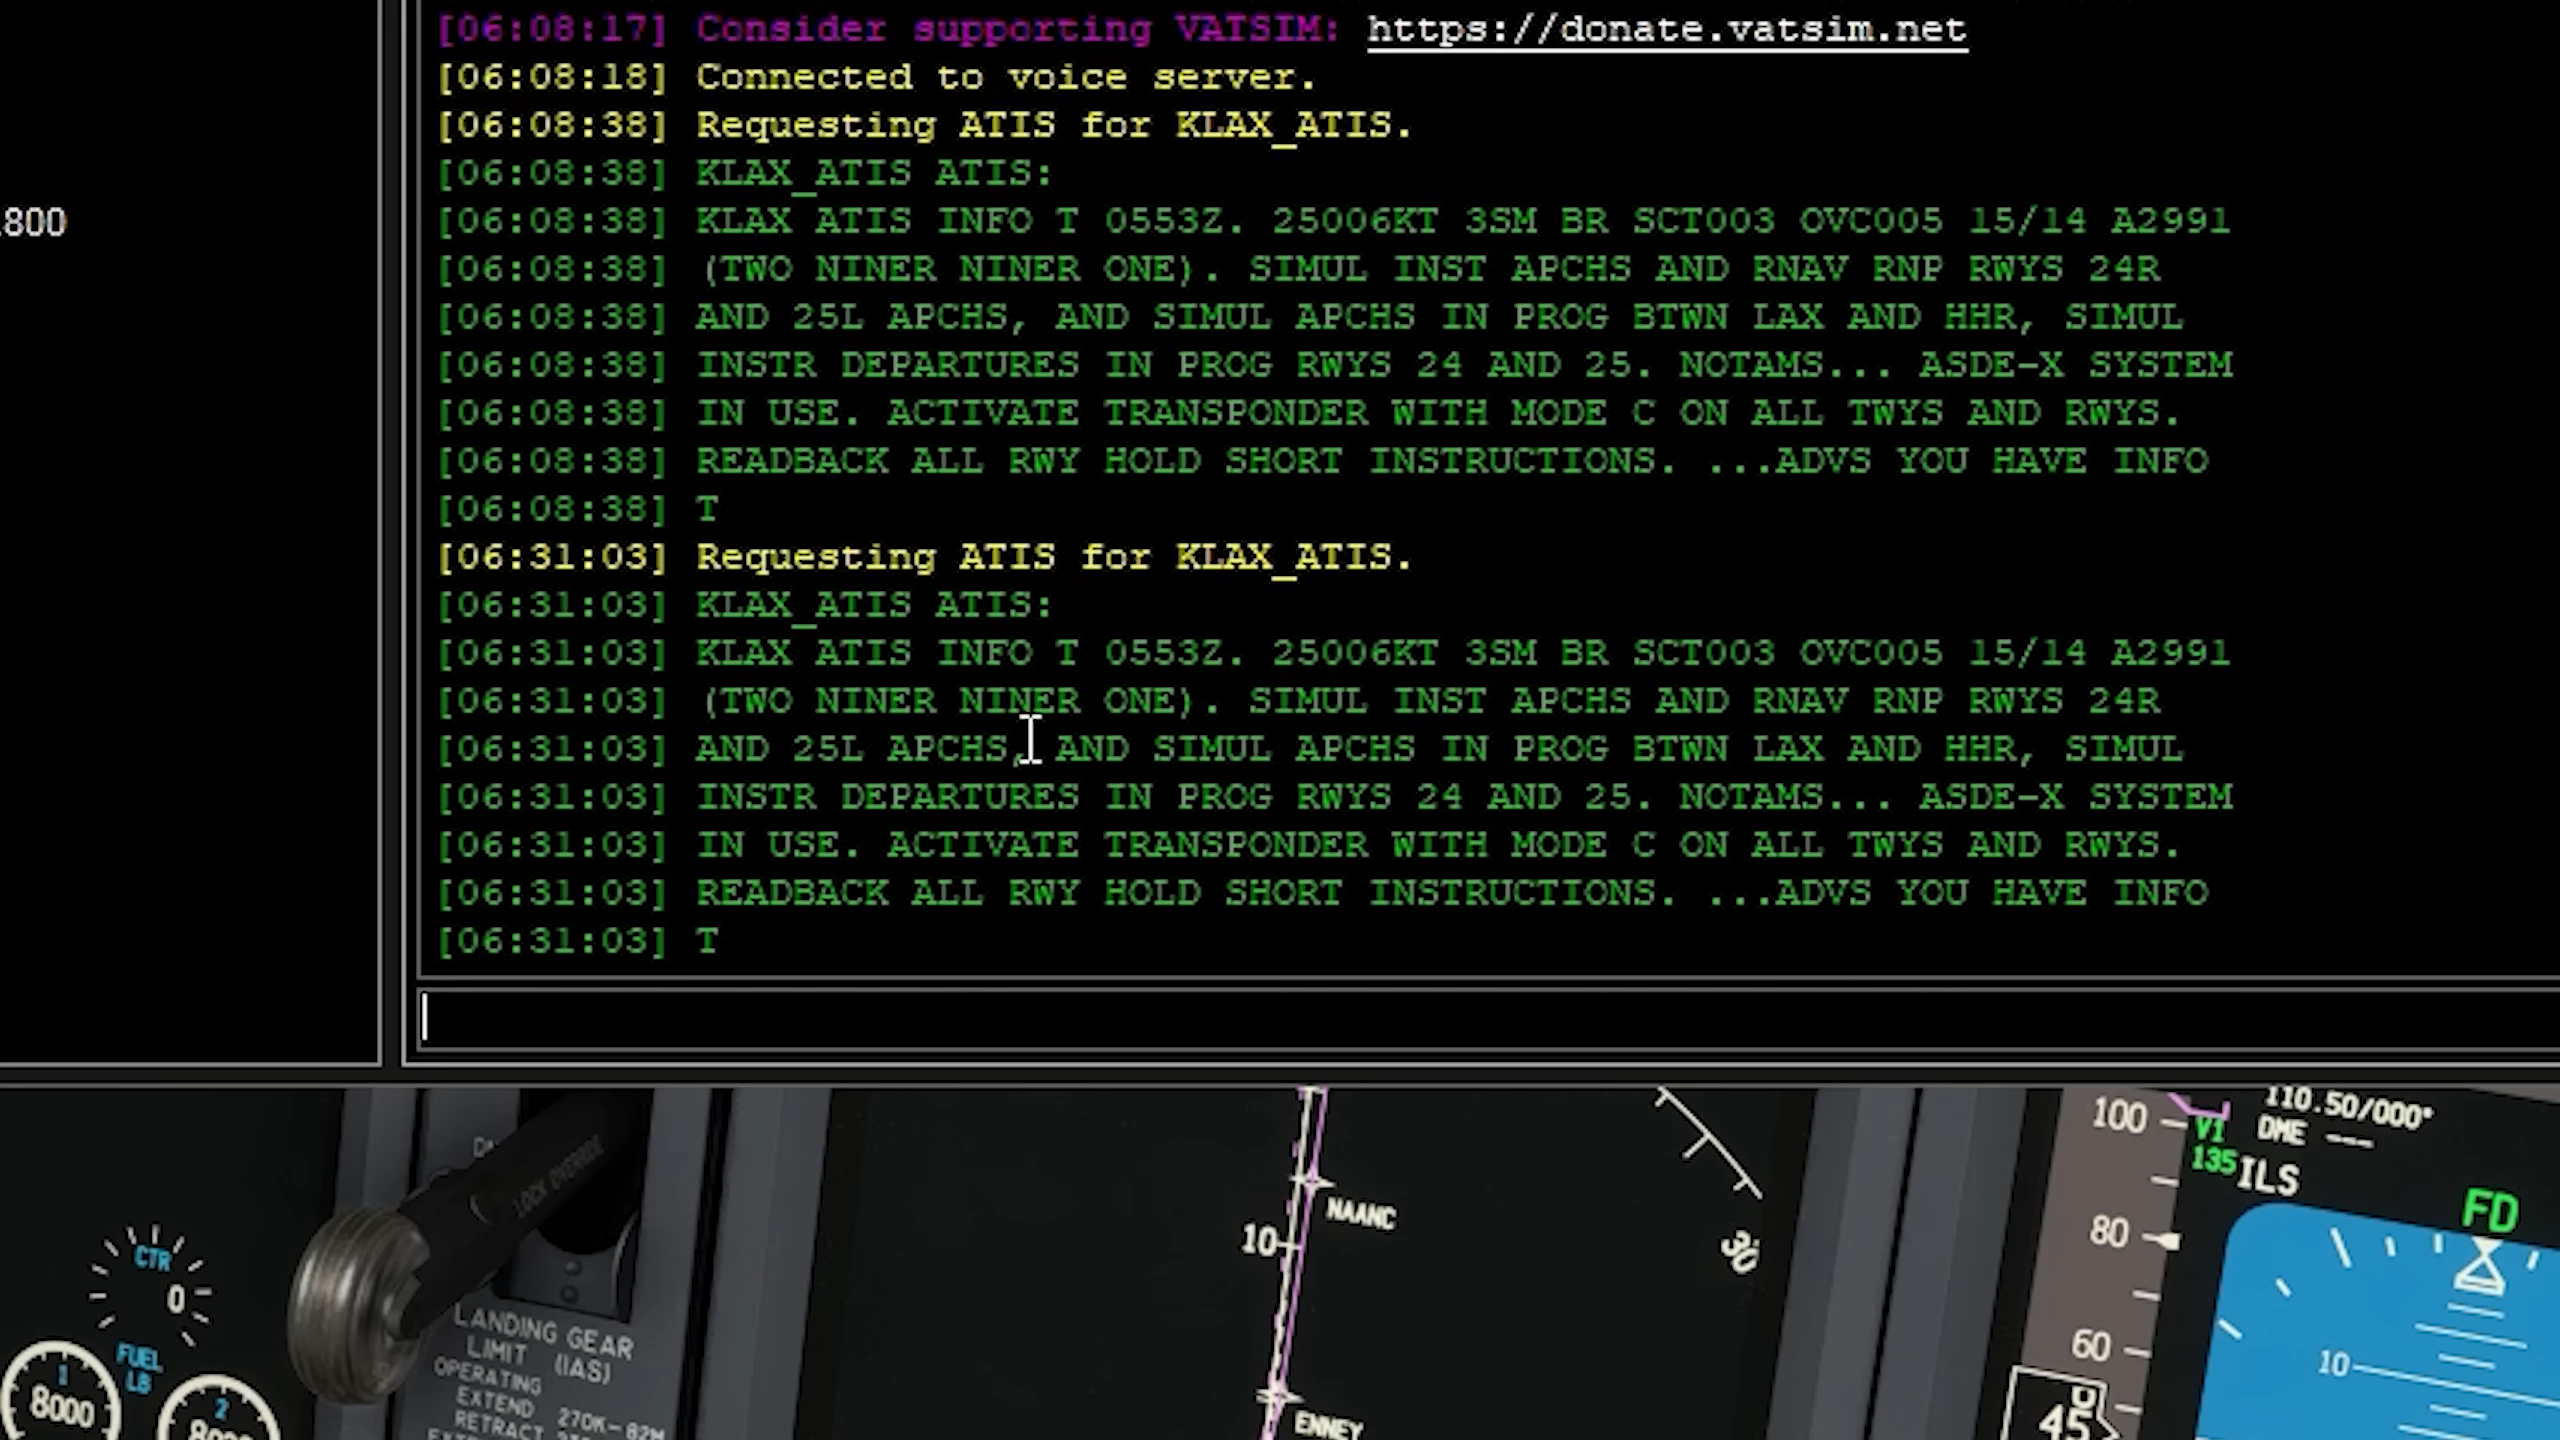 [06:08:17] Consider supporting VATSIM: https://donate.vatsim.net
[06:08:18] Connected to voice server.
[06:08:38] Requesting ATIS for KLAX_ATIS.
[06:08:38] KLAX_ATIS ATIS:
[06:08:38] KLAX ATIS INFO T 0553Z. 25006KT 3SM BR SCT003 OVC005 15/14 A2991
[06:08:38] (TWO NINER NINER ONE). SIMUL INST APCHS AND RNAV RNP RWYS 24R
[06:08:38] AND 25L APCHS, AND SIMUL APCHS IN PROG BTWN LAX AND HHR, SIMUL
[06:08:38] INSTR DEPARTURES IN PROG RWYS 24 AND 25. NOTAMS... ASDE-X SYSTEM
[06:08:38] IN USE. ACTIVATE TRANSPONDER WITH MODE C ON ALL TWYS AND RWYS.
[06:08:38] READBACK ALL RWY HOLD SHORT INSTRUCTIONS. ...ADVS YOU HAVE INFO
[06:08:38] T
[06:31:03] Requesting ATIS for KLAX_ATIS.
[06:31:03] KLAX_ATIS ATIS:
[06:31:03] KLAX ATIS INFO T 0553Z. 25006KT 3SM BR SCT003 OVC005 15/14 A2991
[06:31:03] (TWO NINER NINER ONE). SIMUL INST APCHS AND RNAV RNP RWYS 24R
[06:31:03] AND 25L APCHS, AND SIMUL APCHS IN PROG BTWN LAX AND HHR, SIMUL
[06:31:03] INSTR DEPARTURES IN PROG RWYS 24 AND 25. NOTAMS... ASDE-X SYSTEM
[06:31:03] IN USE. ACTIVATE TRANSPONDER WITH MODE C ON ALL TWYS AND RWYS.
[06:31:03] READBACK ALL RWY HOLD SHORT INSTRUCTIONS. ...ADVS YOU HAVE INFO
[06:31:03] T
.800
LOCK OVERRIDE
CTR
0
FUEL
LB
1
8000
2
LANDING GEAR
LIMIT (IAS)
OPERATING
EXTEND 270K-82M
RETRACT
NAANC
10
30
ENNEY
100
V1
135
110.50/000°
DME ---
ILS
FD
80
60
45
10